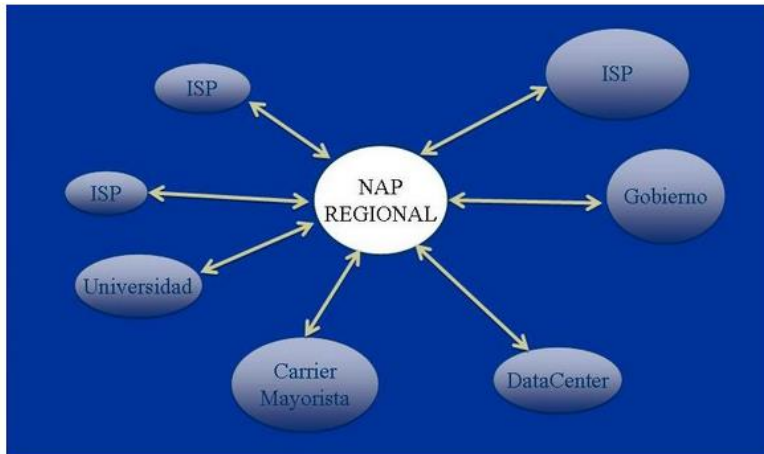 ISP
ISP
ISP
NAP
REGIONAL
Gobierno
Universidad
Carrier
Mayorista
DataCenter